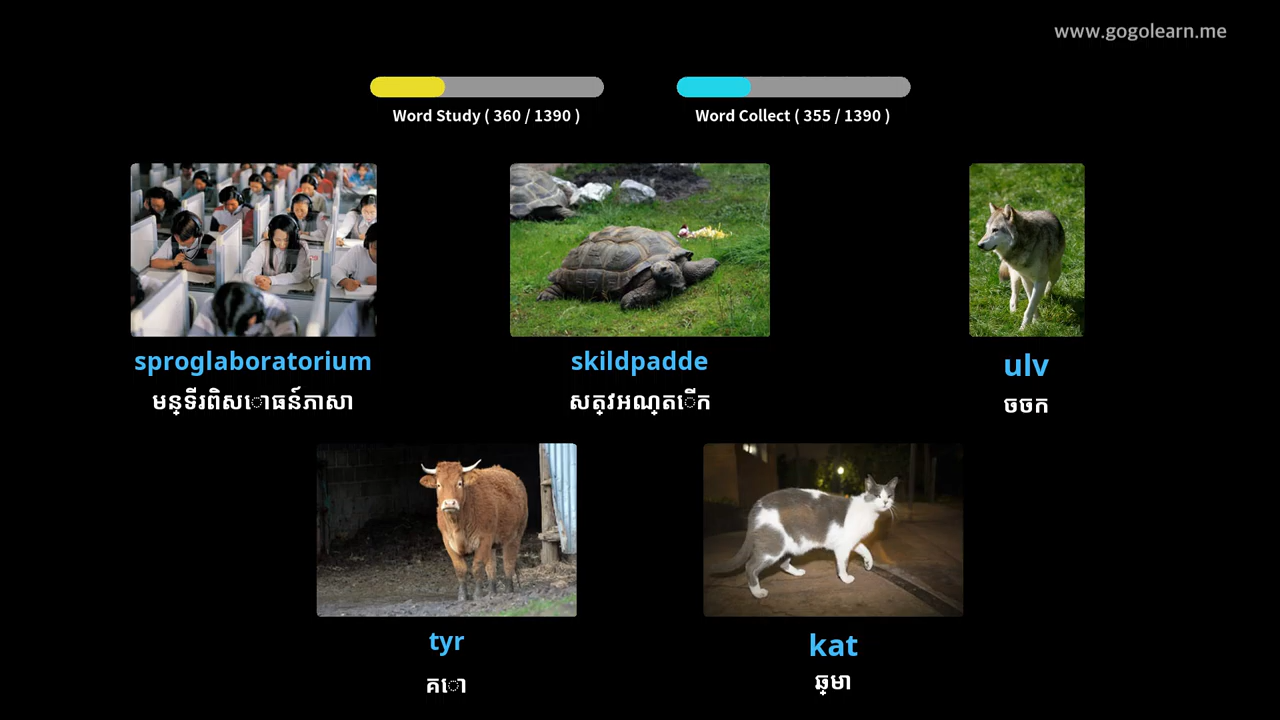 www.gogolearn.me
Word Study ( 360 / 1390 )
Word Collect ( 355 / 1390 )
sproglaboratorium
មន្ទីរពិសោធន៍ភាសា
skildpadde
សត្វអណ្តើក
ulv
ចចក
tyr
គោ
kat
ឆ្មា